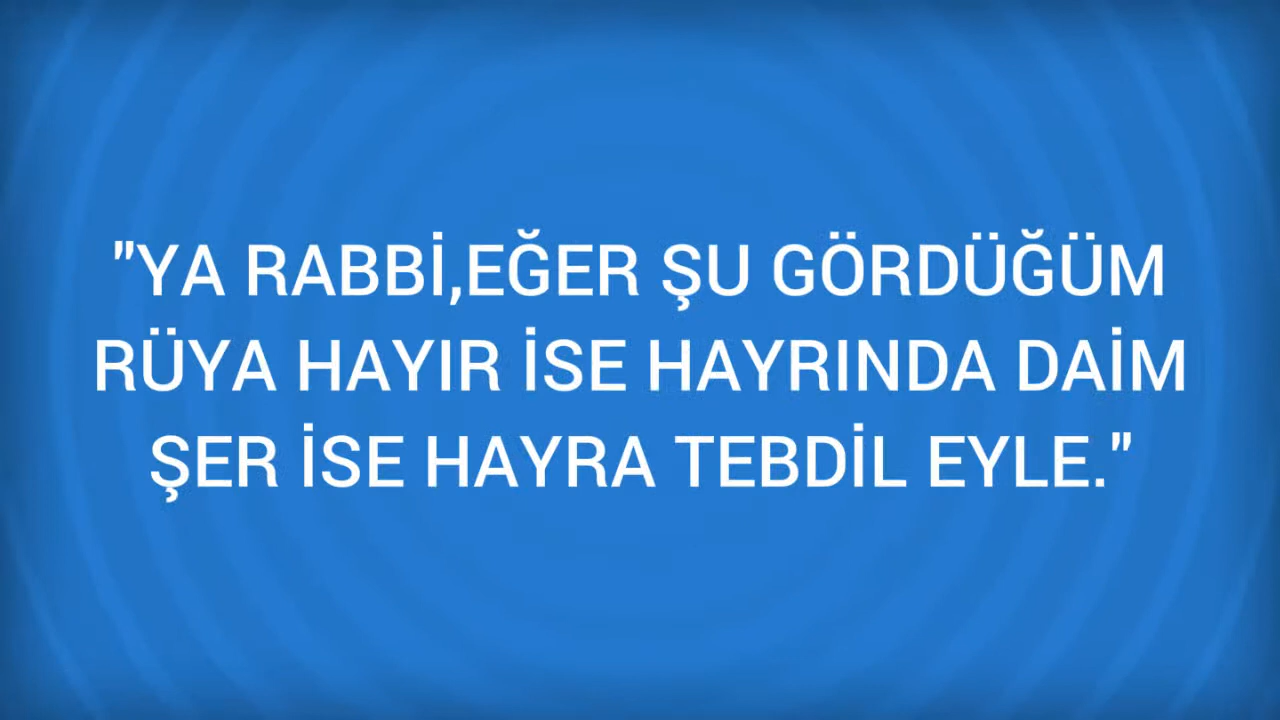 "YA RABBİ,EĞER ŞU GÖRDÜĞÜM
RÜYA HAYIR İSE HAYRINDA DAİM
ŞER İSE HAYRA TEBDİL EYLE."